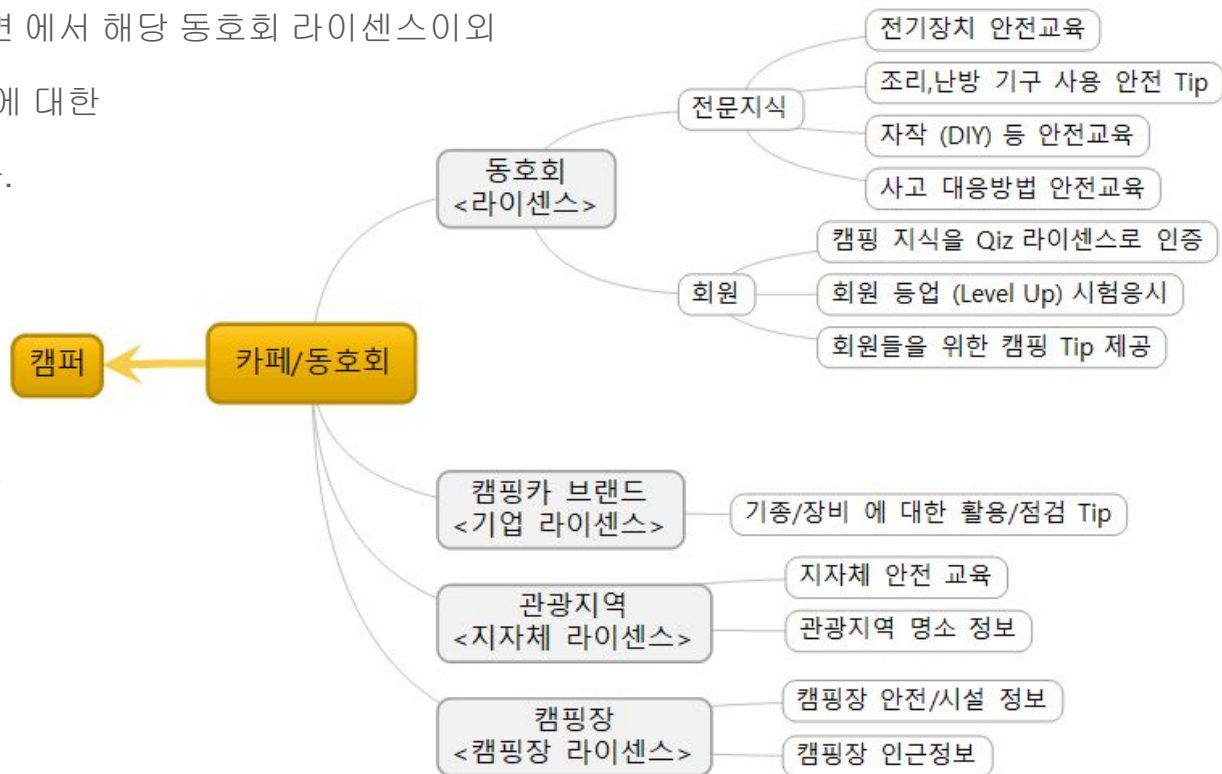 에서 해당 동호회 라이센스이외
에 대한
캠퍼
카페/동호회
동호회
<라이센스>
전문지식
전기장치 안전교육
조리,난방 기구 사용 안전 Tip
자작 (DIY) 등 안전교육
사고 대응방법 안전교육
회원
캠핑 지식을 Qiz 라이센스로 인증
회원 등업 (Level Up) 시험응시
회원들을 위한 캠핑 Tip 제공
캠핑카 브랜드
<기업 라이센스>
기종/장비 에 대한 활용/점검 Tip
관광지역
<지자체 라이센스>
지자체 안전 교육
관광지역 명소 정보
캠핑장
<캠핑장 라이센스>
캠핑장 안전/시설 정보
캠핑장 인근정보